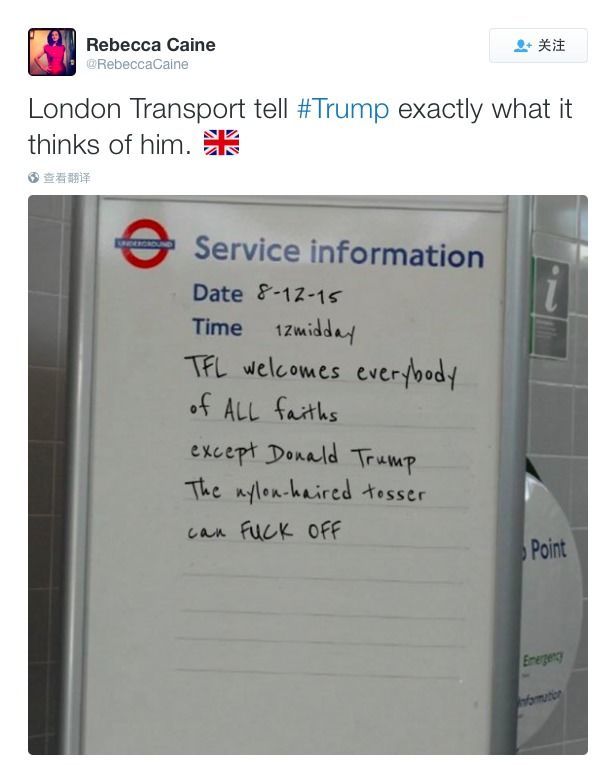 Rebecca Caine
@RebeccaCaine
关注
London Transport tell #Trump exactly what it
thinks of him.
查看翻译
UNDERGROUND
Service information
Date 8-12-15
Time 12midday
TFL welcomes everybody
of ALL faiths
except Donald Trump
The nylon-haired tosser
can FUCK OFF
i
Point
Emergency
Information